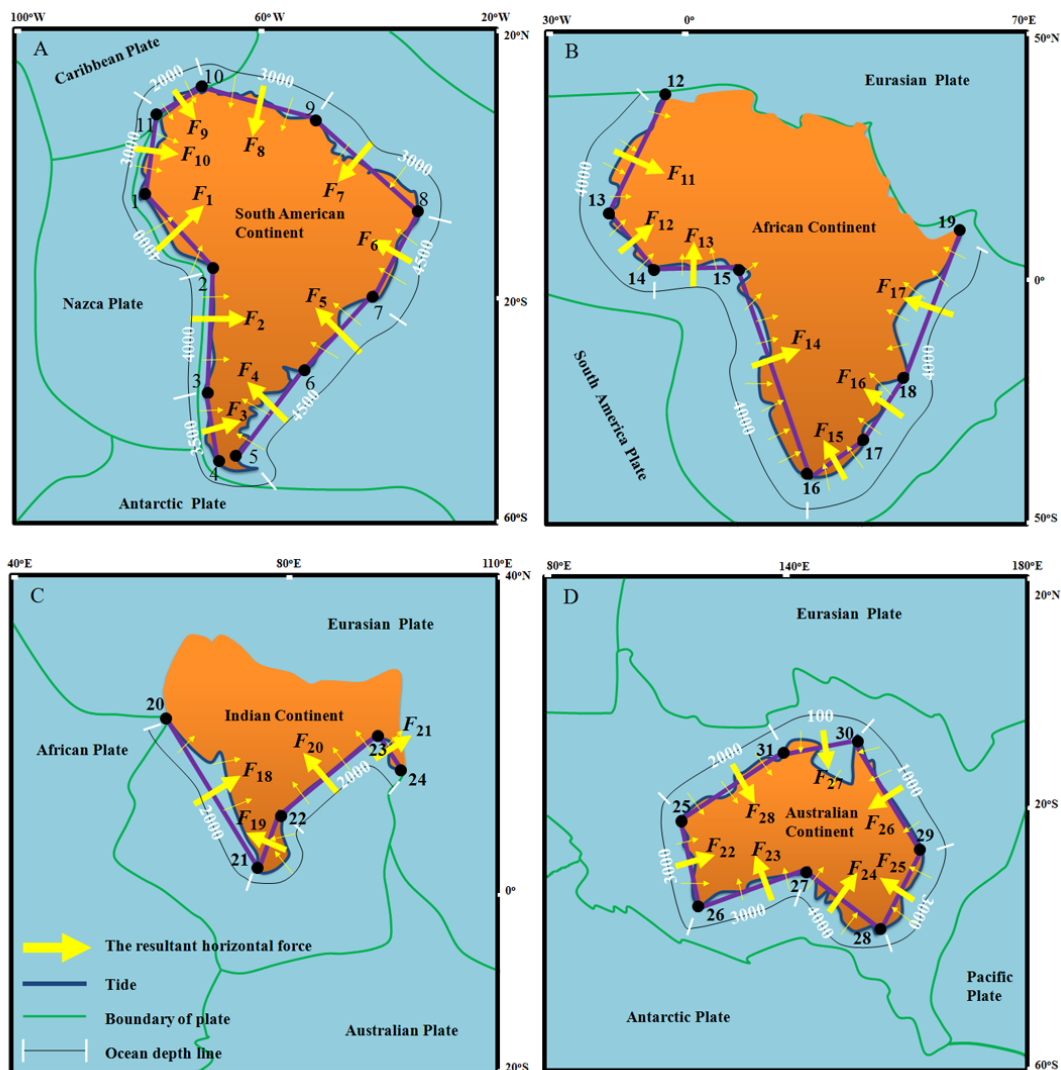 100°W 60°W 20°W
20°N
A
Caribbean Plate
2000
10
3000
9
11
F9
F8
3000
F10
3000
F7
3000
1
F1
8
South American
Continent
F6
4500
3000
2
Nazca Plate
F5
7
20°S
F2
4000
F4
6
3
4500
F3
3500
5
4
Antarctic Plate
60°S
30°W 0° 70°E
50°N
B
12
Eurasian Plate
F11
4000
13
F12
F13
African Continent
19
14
15
0°
F17
F14
4000
F16
18
South America Plate
4000
F15
17
16
50°S
40°E 80°E 110°E
40°N
C
Eurasian Plate
20
Indian Continent
F21
African Plate
F20
23
F18
2000
24
2000
F19
22
21
0°
The resultant horizontal force
Tide
Boundary of plate
Ocean depth line
Australian Plate
20°S
80°E 140°E 180°E
20°N
D
Eurasian Plate
100
30
31
2000
F27
1000
25
F28
Australian
Continent
20°S
F26
29
F22
F23
F25
3000
27
F24
26
3000
4000
3000
28
Pacific
Plate
Antarctic Plate
60°S